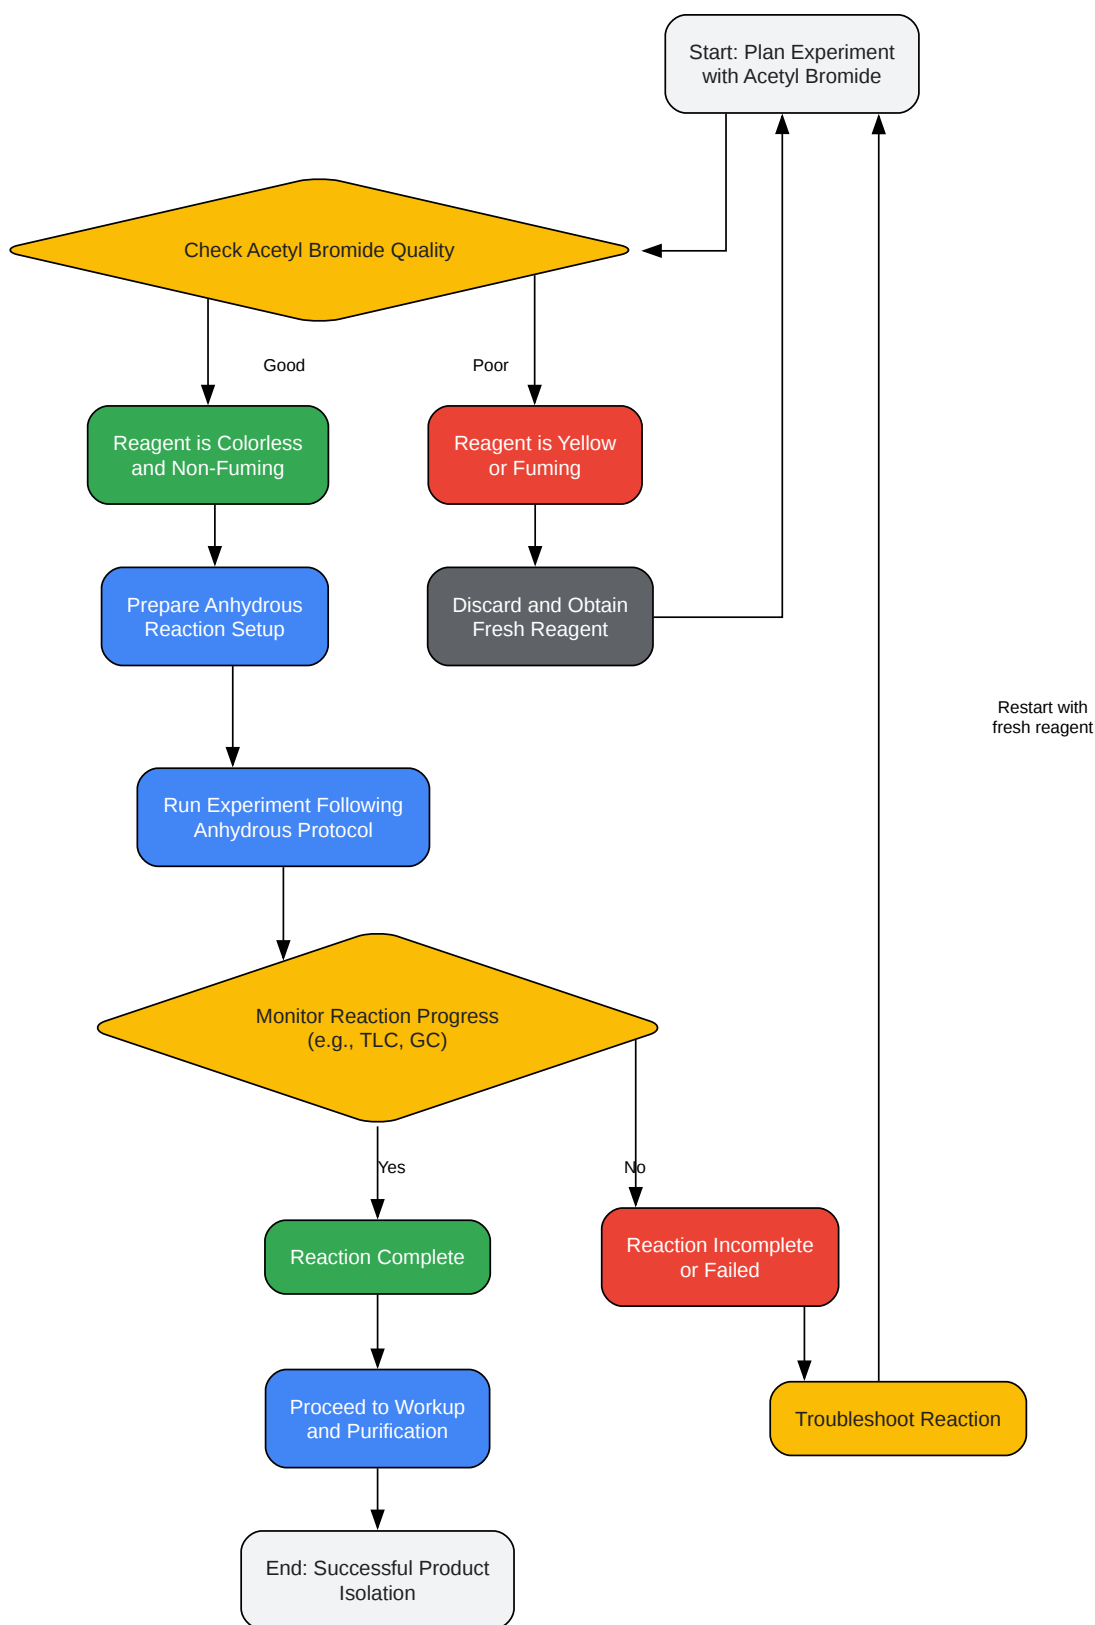 Start: Plan Experiment
with Acetyl Bromide
Check Acetyl Bromide Quality
Good
Poor
Reagent is Colorless
and Non-Fuming
Reagent is Yellow
or Fuming
Prepare Anhydrous
Reaction Setup
Discard and Obtain
Fresh Reagent
Restart with
fresh reagent
Run Experiment Following
Anhydrous Protocol
Monitor Reaction Progress
(e.g., TLC, GC)
Yes
No
Reaction Complete
Reaction Incomplete
or Failed
Proceed to Workup
and Purification
Troubleshoot Reaction
End: Successful Product
Isolation